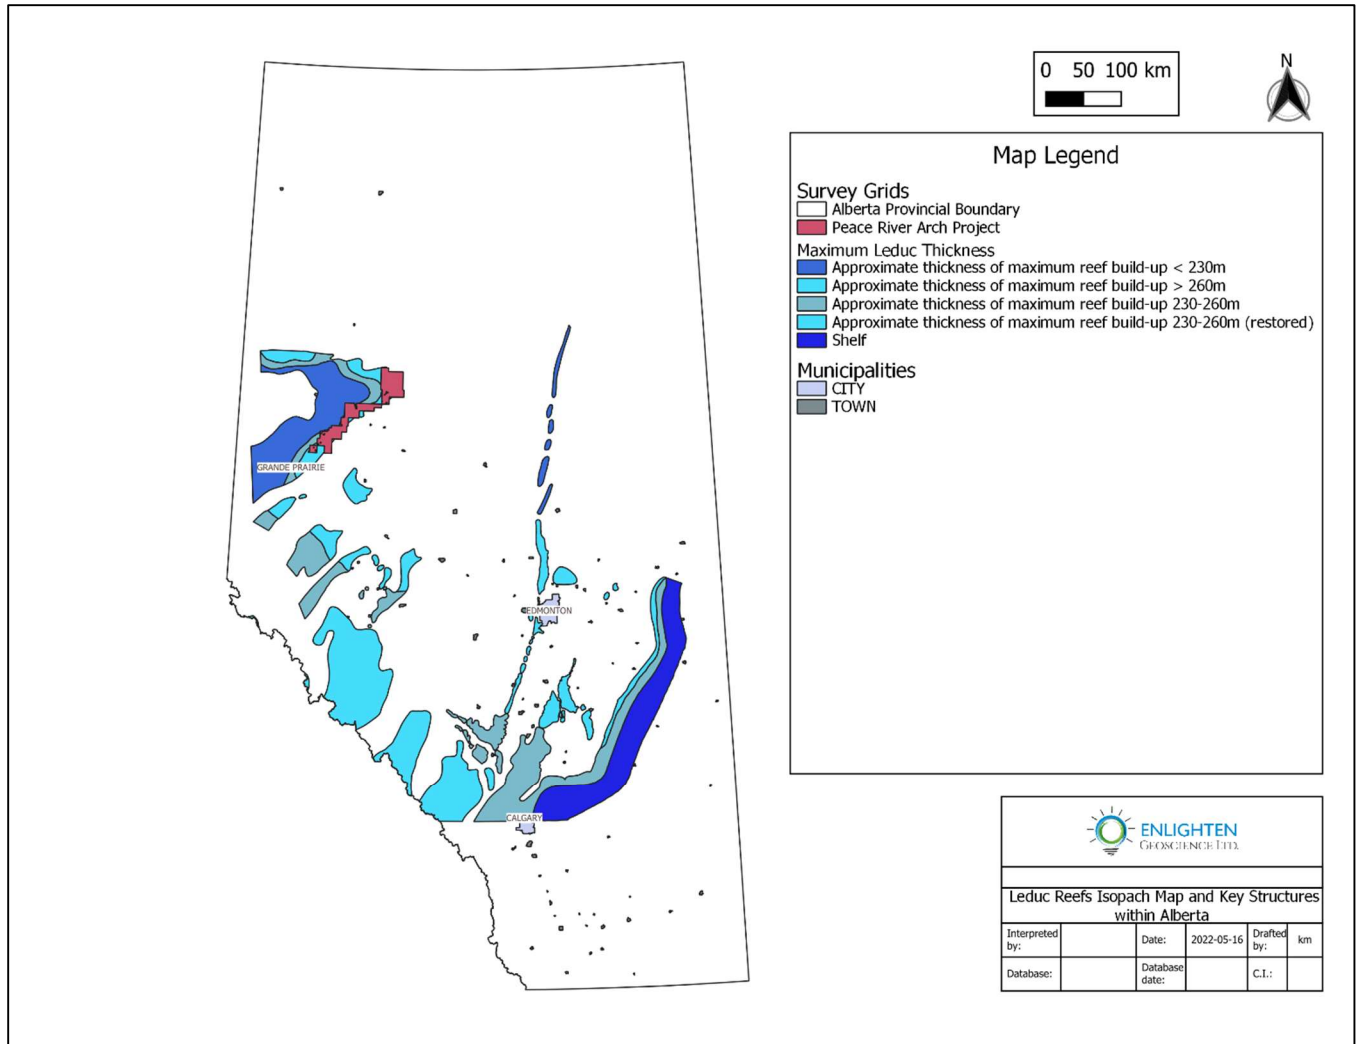 0 50 100 km
N
Map Legend
Survey Grids
Alberta Provincial Boundary
Peace River Arch Project
Maximum Leduc Thickness
Approximate thickness of maximum reef build-up < 230m
Approximate thickness of maximum reef build-up > 260m
Approximate thickness of maximum reef build-up 230-260m
Approximate thickness of maximum reef build-up 230-260m (restored)
Shelf
Municipalities
CITY
TOWN
GRANDE PRAIRIE
EDMONTON
CALGARY
ENLIGHTEN
GEOSCIENCE LTD.
Leduc Reefs Isopach Map and Key Structures
within Alberta
Interpreted
by:
Date:
2022-05-16
Drafted
by:
km
Database:
Database
date:
C.I.: